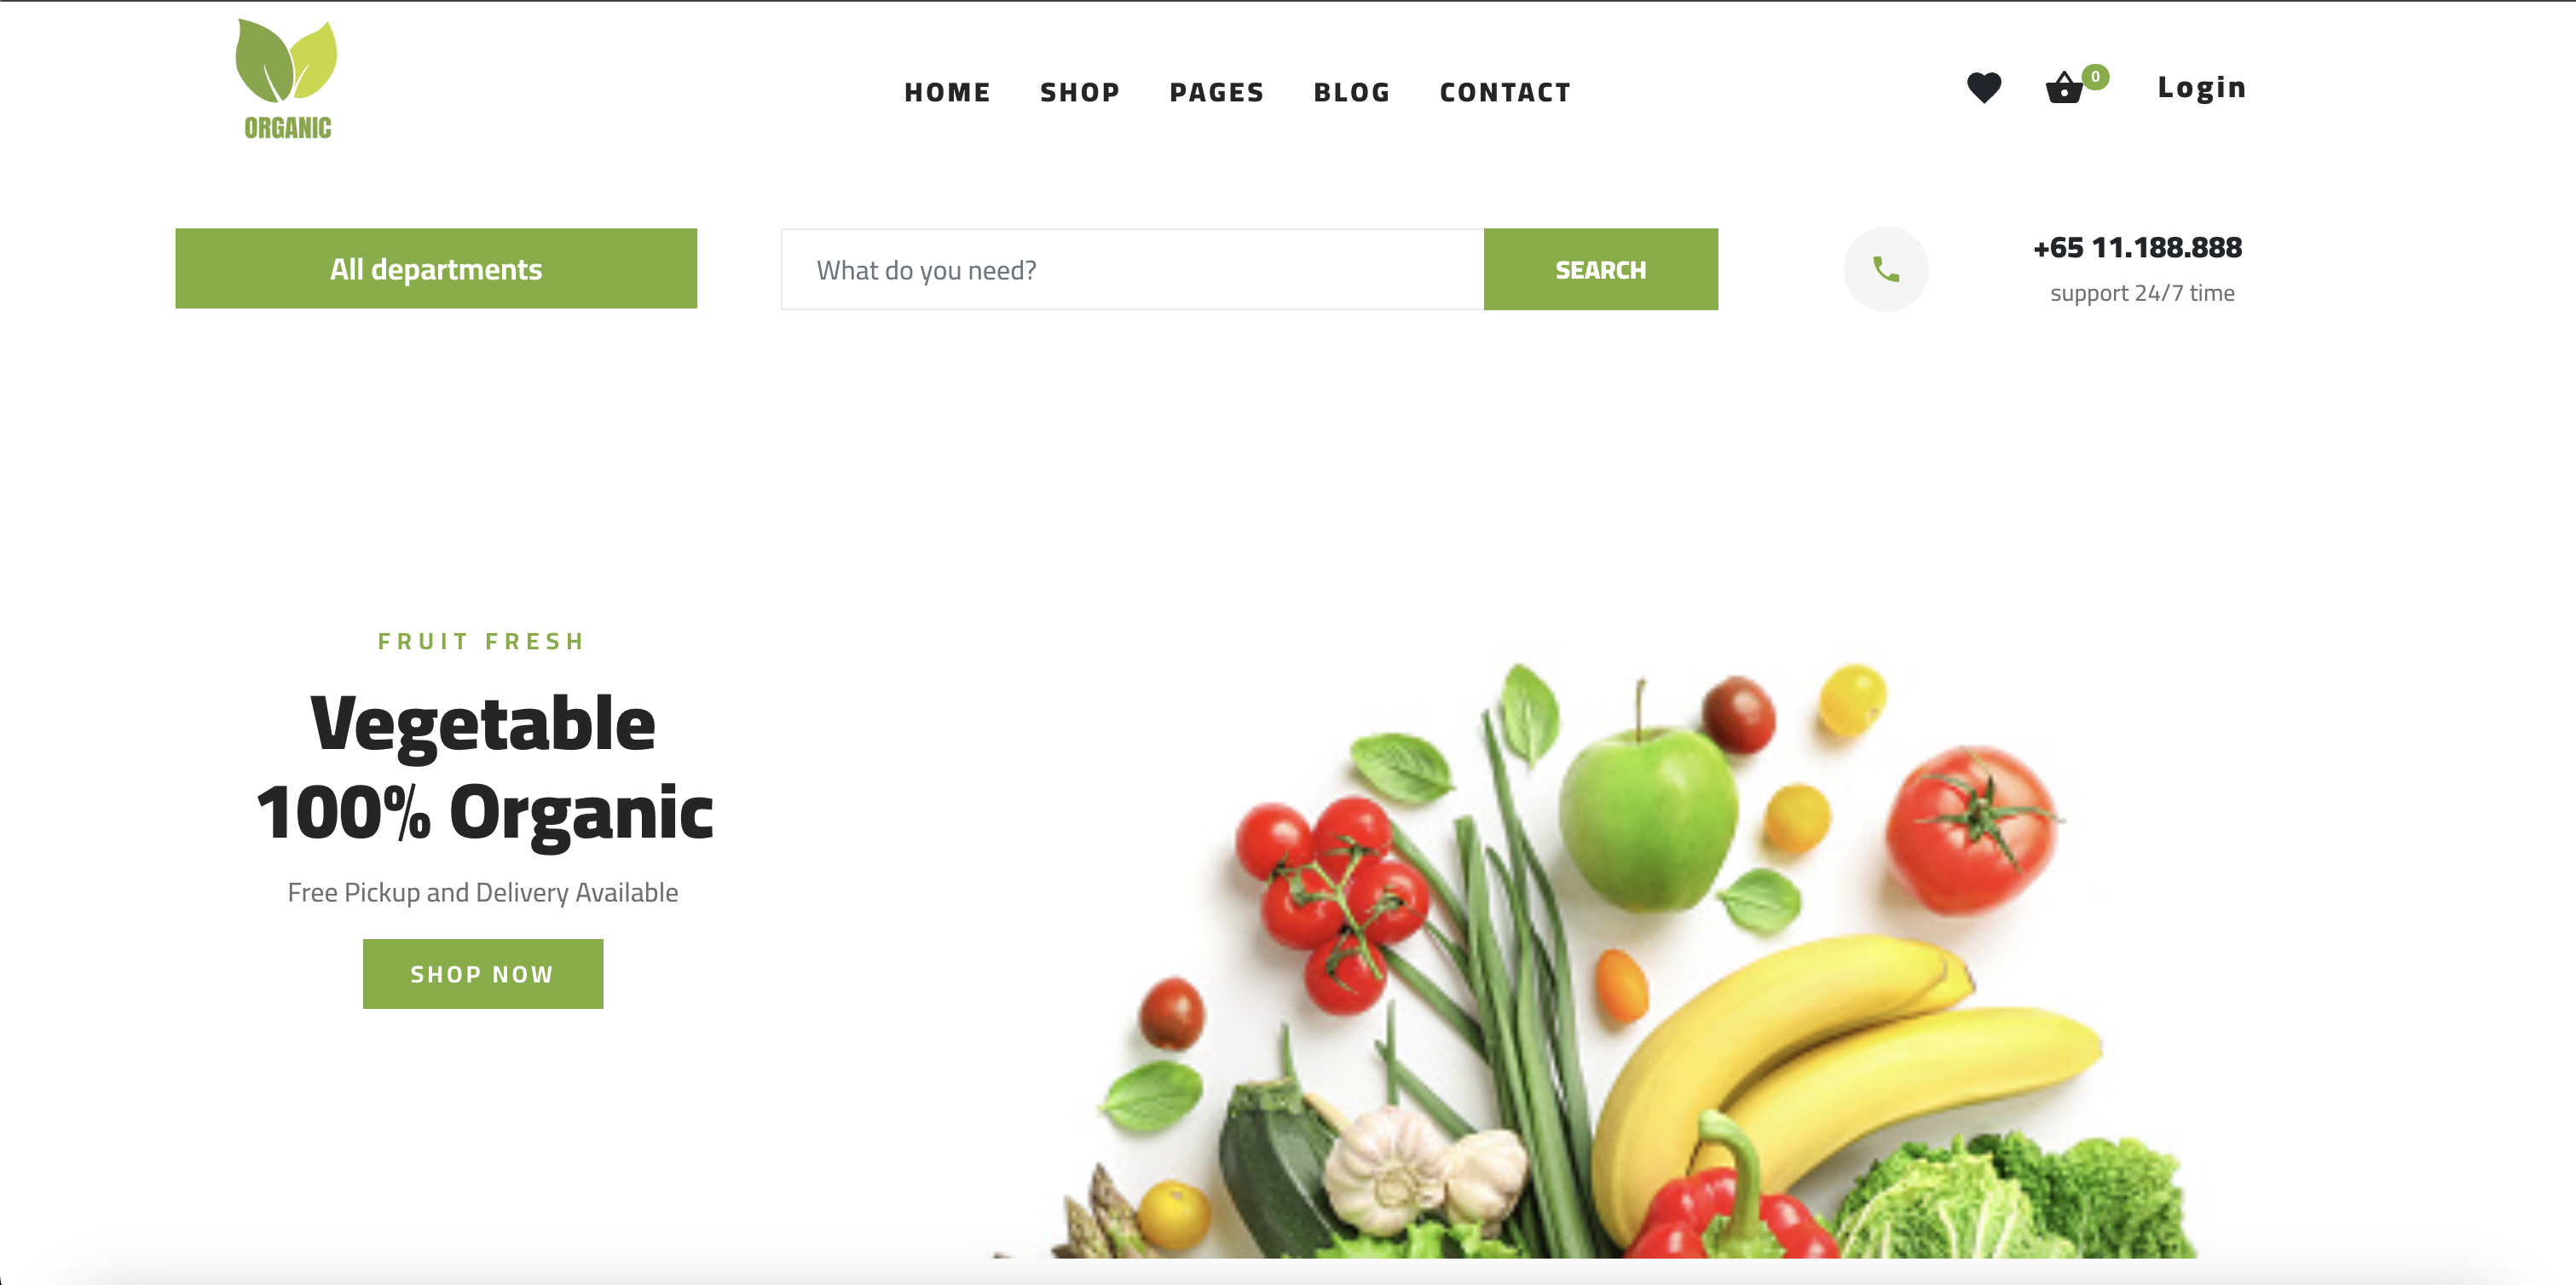 ORGANIC
HOME SHOP PAGES BLOG CONTACT
0
Login
All departments
What do you need?
SEARCH
+65 11.188.888
support 24/7 time
FRUIT FRESH
Vegetable
100% Organic
Free Pickup and Delivery Available
SHOP NOW